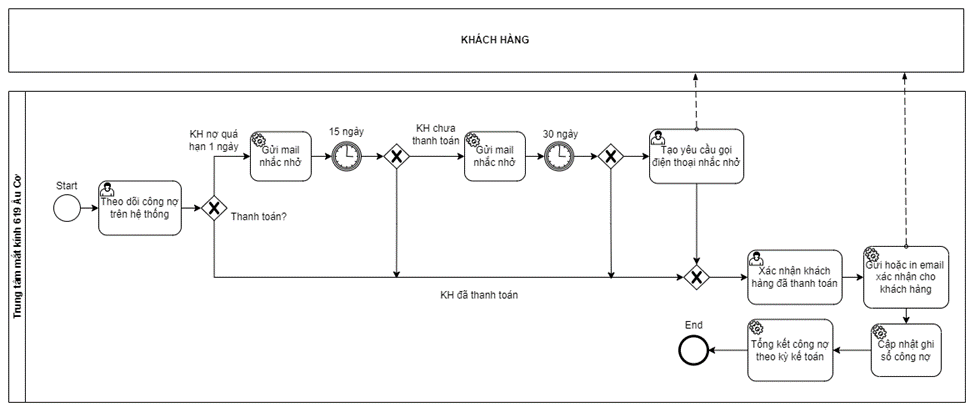 KHÁCH HÀNG
Trung tâm mắt kính 619 Âu Cơ
Start
Theo dõi công nợ
trên hệ thống
KH nợ quá
hạn 1 ngày
Thanh toán?
Gửi mail
nhắc nhở
15 ngày
KH chưa
thanh toán
Gửi mail
nhắc nhở
30 ngày
Tạo yêu cầu gọi
điện thoại nhắc nhở
KH đã thanh toán
Xác nhận khách
hàng đã thanh toán
Gửi hoặc in email
xác nhận cho
khách hàng
End
Tổng kết công nợ
theo kỳ kế toán
Cập nhật ghi
sổ công nợ